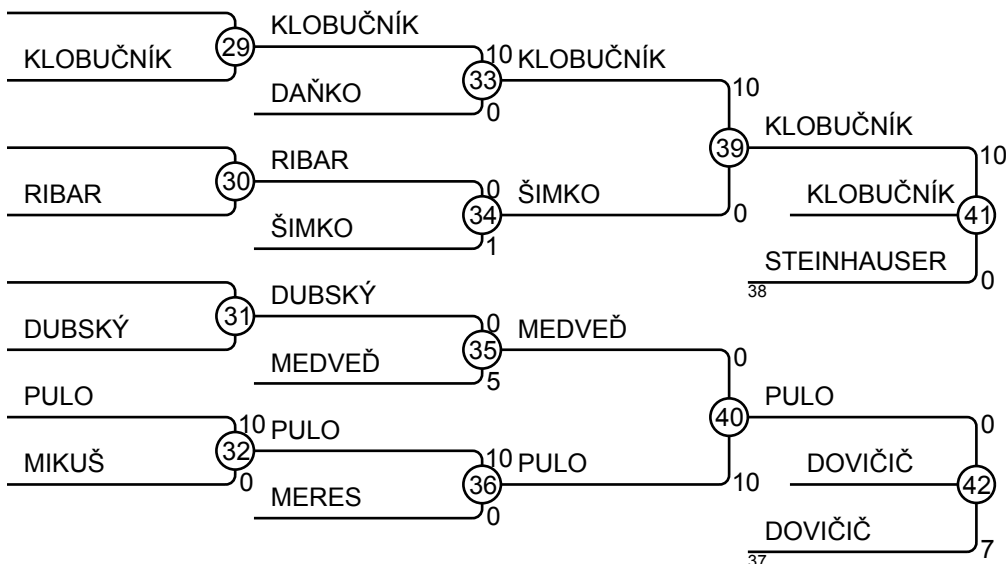 KLOBUČNÍK
29
KLOBUČNÍK
10
KLOBUČNÍK
33
DAŇKO
0
10
KLOBUČNÍK
39
10
RIBAR
30
RIBAR
0
ŠIMKO
34
ŠIMKO
1
0
KLOBUČNÍK
41
STEINHAUSER
38
0
DUBSKÝ
31
DUBSKÝ
0
MEDVEĎ
35
MEDVEĎ
5
0
PULO
40
0
PULO
10
MIKUŠ
32
0
PULO
10
PULO
36
MERES
0
10
DOVIČIČ
42
DOVIČIČ
37
7